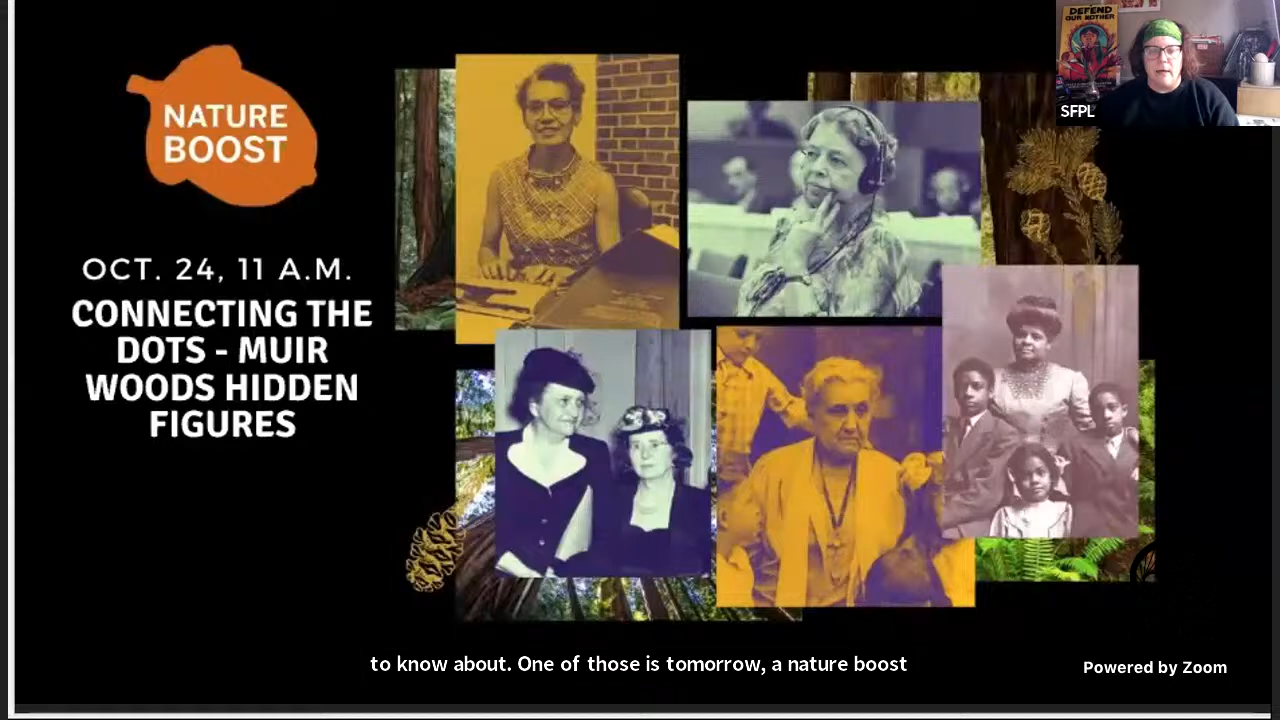 NATURE
BOOST
OCT. 24, 11 A.M.
CONNECTING THE
DOTS - MUIR
WOODS HIDDEN
FIGURES
DEFEND
OUR MOTHER
SFPL
to know about. One of those is tomorrow, a nature boost
Powered by Zoom